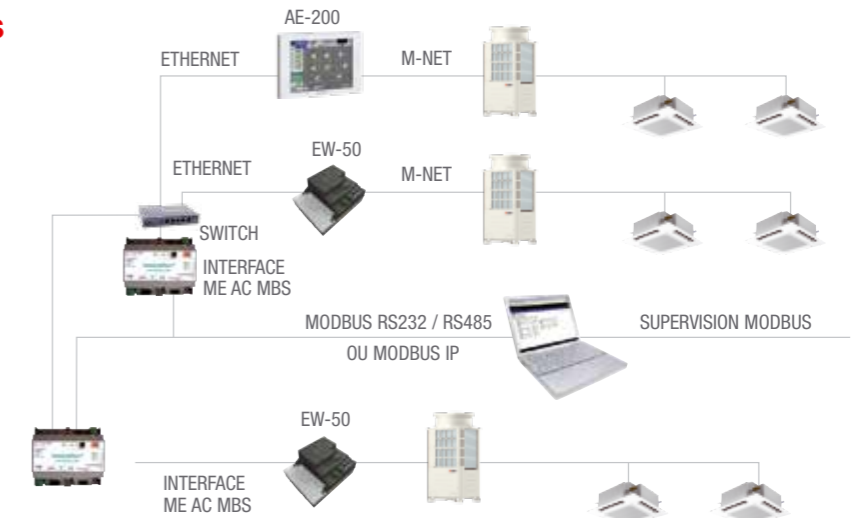 S
AE-200
ETHERNET
M-NET
ETHERNET
EW-50
M-NET
SWITCH
INTERFACE
ME AC MBS
MODBUS RS232 / RS485
SUPERVISION MODBUS
OU MODBUS IP
EW-50
INTERFACE
ME AC MBS